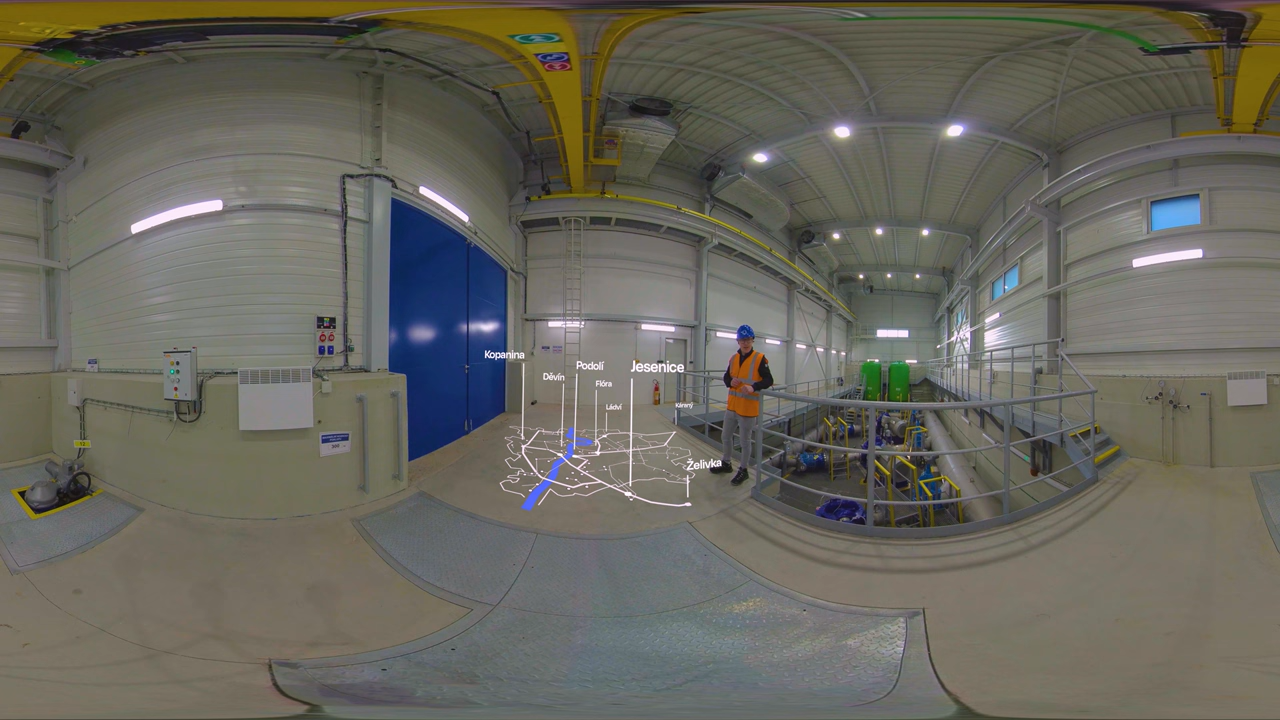 Kopanina
Děvín
Podolí
Flóra
Ládví
Jesenice
Káraný
Želivka